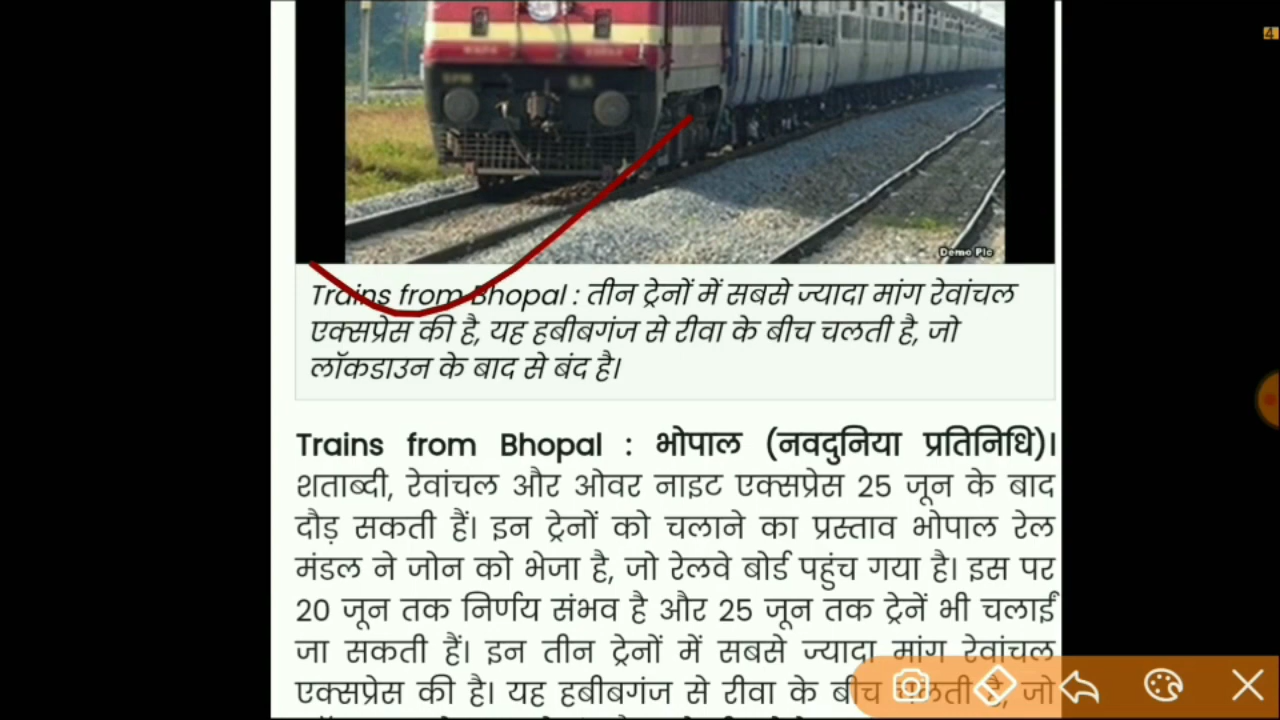 4
Demo Pic
Trains from Bhopal : तीन ट्रेनों में सबसे ज्यादा मांग रेवांचल
एक्सप्रेस की है, यह हबीबगंज से रीवा के बीच चलती है, जो
लॉकडाउन के बाद से बंद है।
Trains from Bhopal : भोपाल (नवदुनिया प्रतिनिधि)।
शताब्दी, रेवांचल और ओवर नाइट एक्सप्रेस 25 जून के बाद
दौड़ सकती हैं। इन ट्रेनों को चलाने का प्रस्ताव भोपाल रेल
मंडल ने जोन को भेजा है, जो रेलवे बोर्ड पहुंच गया है। इस पर
20 जून तक निर्णय संभव है और 25 जून तक ट्रेनें भी चलाईं
जा सकती हैं। इन तीन ट्रेनों में सबसे ज्यादा मांग रेवांचल
एक्सप्रेस की है। यह हबीबगंज से रीवा के बीच चलती है, जो